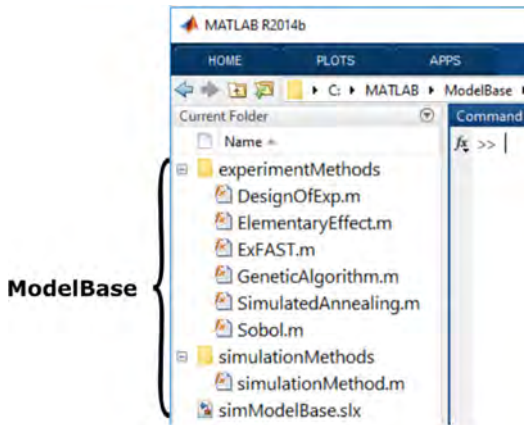 MATLAB R2014b
HOME PLOTS APPS
C: MATLAB ModelBase
Current Folder Command
Name fx >>
experimentMethods
DesignOfExp.m
ElementaryEffect.m
ExFAST.m
GeneticAlgorithm.m
ModelBase
SimulatedAnnealing.m
Sobol.m
simulationMethods
simulationMethod.m
simModelBase.slx